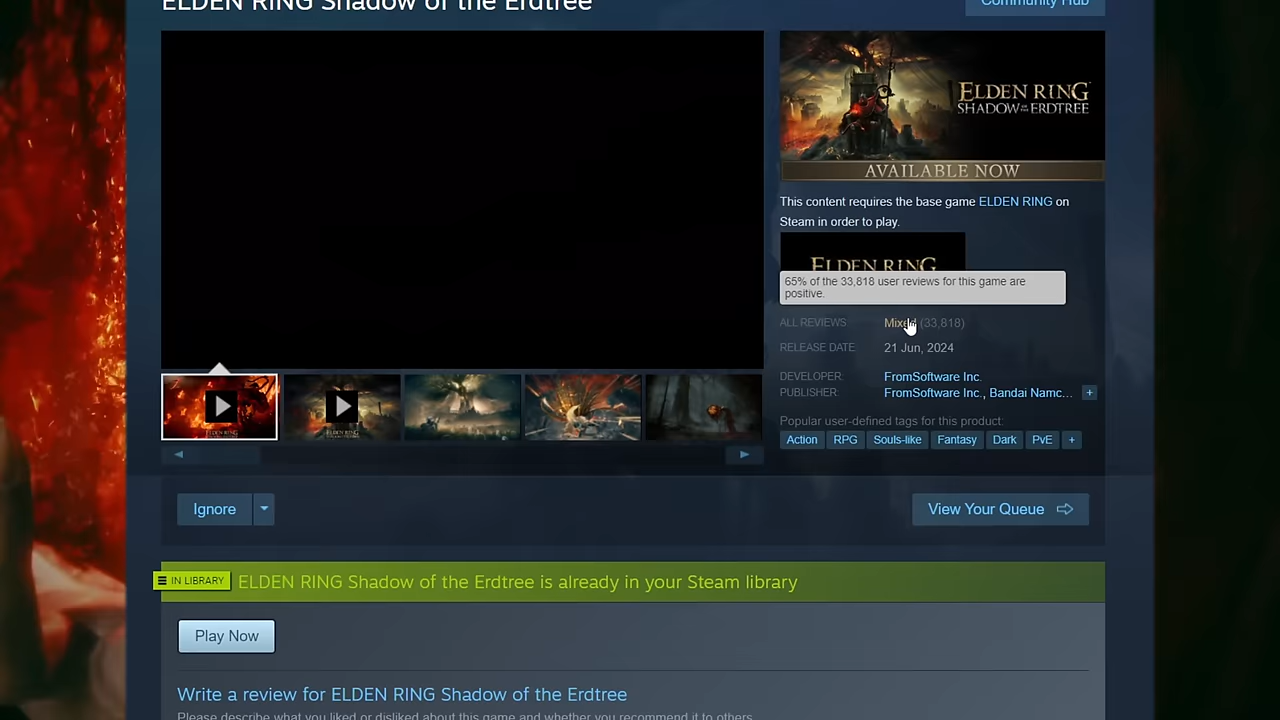 ELDEN RING Shadow of the Erdtree
Community Hub
ELDEN RING
SHADOW OF THE ERDTREE
AVAILABLE NOW
This content requires the base game ELDEN RING on
Steam in order to play.
ELDEN RING
65% of the 33,818 user reviews for this game are
positive.
ALL REVIEWS: Mixed (33,818)
RELEASE DATE: 21 Jun, 2024
DEVELOPER: FromSoftware Inc.
PUBLISHER: FromSoftware Inc., Bandai Namc... +
Popular user-defined tags for this product:
Action RPG Souls-like Fantasy Dark PvE +
Ignore
View Your Queue
IN LIBRARY ELDEN RING Shadow of the Erdtree is already in your Steam library
Play Now
Write a review for ELDEN RING Shadow of the Erdtree
Please describe what you liked or disliked about this game and whether you recommend it to others.